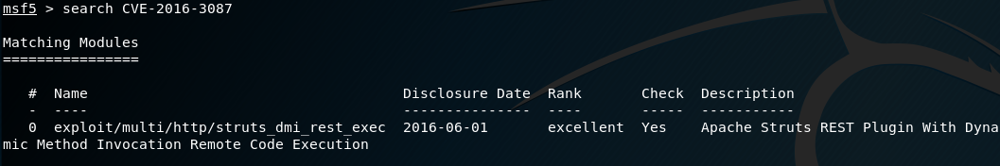 msf5 > search CVE-2016-3087
Matching Modules
================
#  Name                                     Disclosure Date  Rank       Check  Description
-  ----                                     ---------------  ----       -----  -----------
0  exploit/multi/http/struts_dmi_rest_exec  2016-06-01       excellent  Yes    Apache Struts REST Plugin With Dyna
mic Method Invocation Remote Code Execution